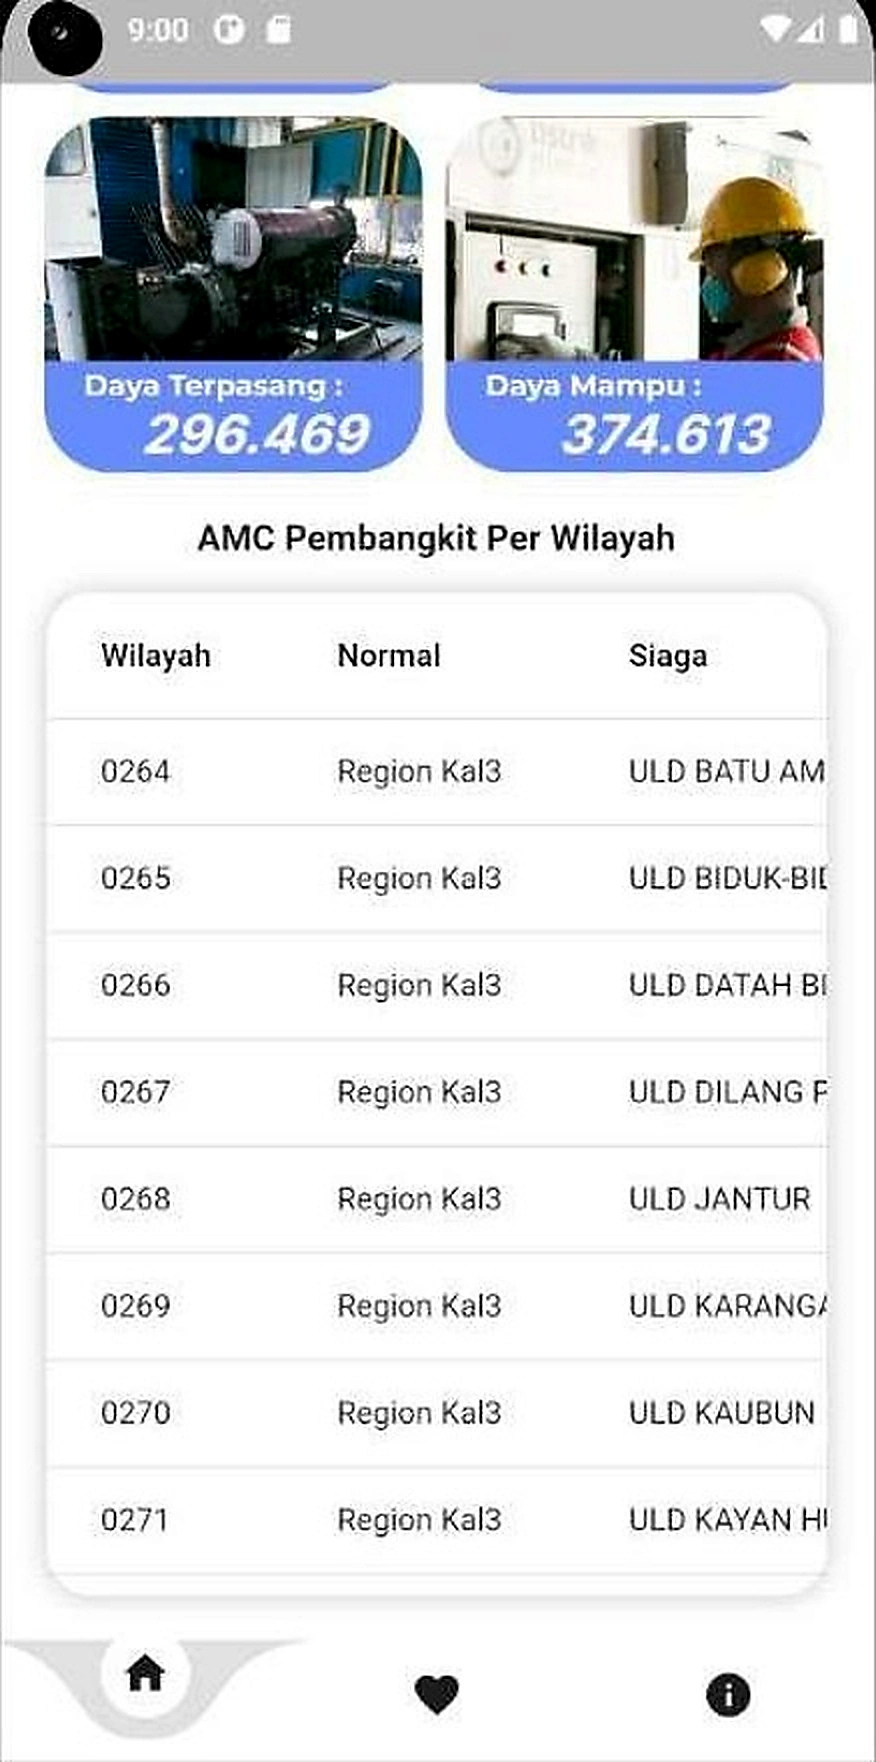 9:00
Daya Terpasang :
296.469
Daya Mampu :
374.613
AMC Pembangkit Per Wilayah
Wilayah Normal Siaga
0264 Region Kal3 ULD BATU AM
0265 Region Kal3 ULD BIDUK-BID
0266 Region Kal3 ULD DATAH BI
0267 Region Kal3 ULD DILANG P
0268 Region Kal3 ULD JANTUR
0269 Region Kal3 ULD KARANGA
0270 Region Kal3 ULD KAUBUN
0271 Region Kal3 ULD KAYAN HU